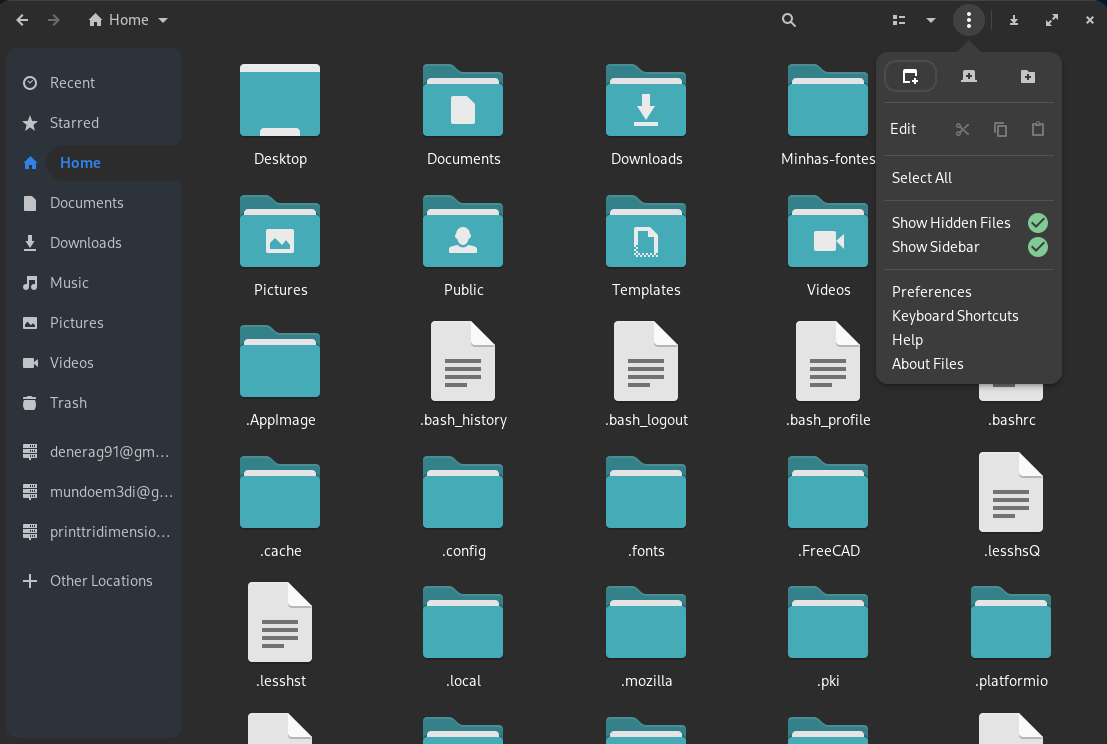 Home
Recent
Starred
Home
Documents
Downloads
Music
Pictures
Videos
Trash
denerag91@gm...
mundoem3di@g...
printtridimensio...
Other Locations
Desktop
Documents
Downloads
Minhas-fontes
Pictures
Public
Templates
Videos
.AppImage
.bash_history
.bash_logout
.bash_profile
.bashrc
.cache
.config
.fonts
.FreeCAD
.lesshsQ
.lesshst
.local
.mozilla
.pki
.platformio
Edit
Select All
Show Hidden Files
Show Sidebar
Preferences
Keyboard Shortcuts
Help
About Files